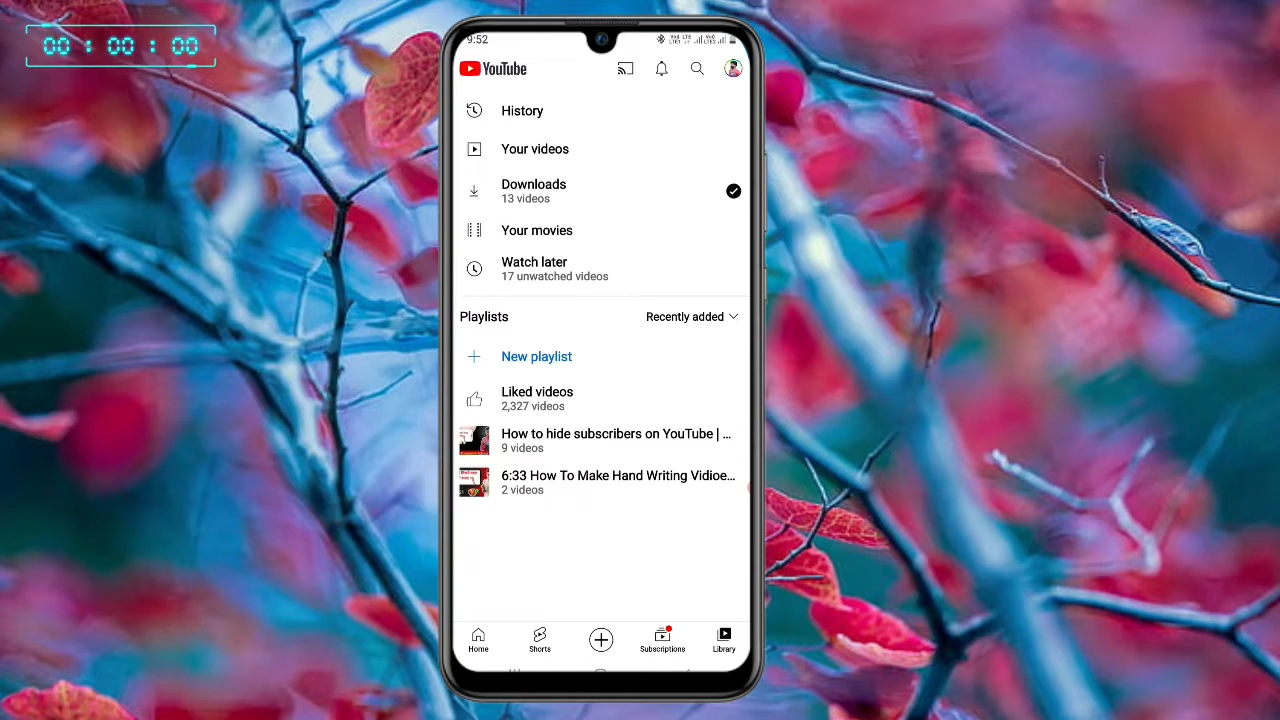 00 : 00 : 00
9:52
YouTube
History
Your videos
Downloads
13 videos
Your movies
Watch later
17 unwatched videos
Playlists
Recently added
New playlist
Liked videos
2,327 videos
How to hide subscribers on YouTube | ...
9 videos
6:33 How To Make Hand Writing Vidioe...
2 videos
Home
Shorts
Subscriptions
Library